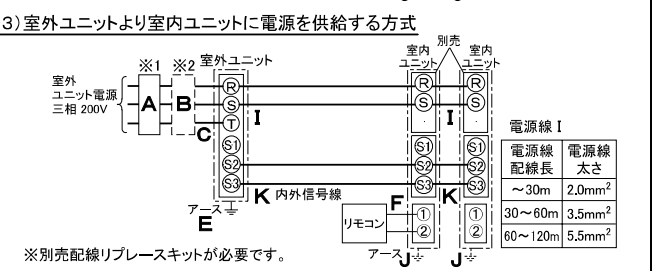 3)室外ユニットより室内ユニットに電源を供給する方式
※1
※2
室外ユニット
室内
ユニット
別売
室内
ユニット
室外
ユニット電源
三相 200V
A
B
C
R
S
T
I
R
S
I
R
S
S1
S2
S3
S1
S2
S3
S1
S2
S3
K 内外信号線
K
アース
E
F
リモコン
①
②
①
②
アース
J
J
電源線 I
電源線
配線長
電源線
太さ
～30m 2.0mm²
30～60m 3.5mm²
60～120m 5.5mm²
※別売配線リプレースキットが必要です。